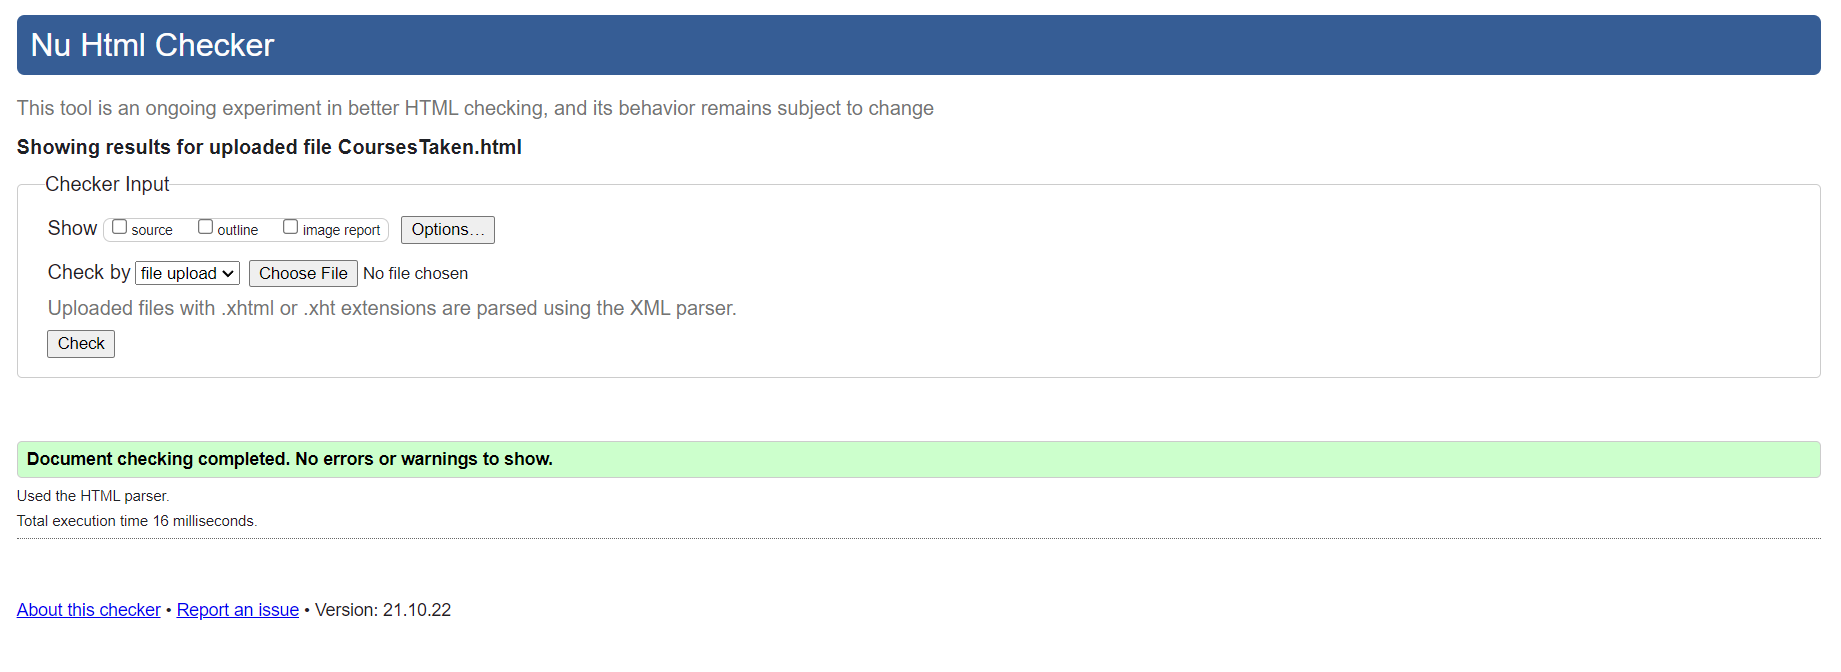 Nu Html Checker
This tool is an ongoing experiment in better HTML checking, and its behavior remains subject to change
Showing results for uploaded file CoursesTaken.html
Checker Input
Show source outline image report Options...
Check by file upload Choose File No file chosen
Uploaded files with .xhtml or .xht extensions are parsed using the XML parser.
Check
Document checking completed. No errors or warnings to show.
Used the HTML parser.
Total execution time 16 milliseconds.
About this checker • Report an issue • Version: 21.10.22